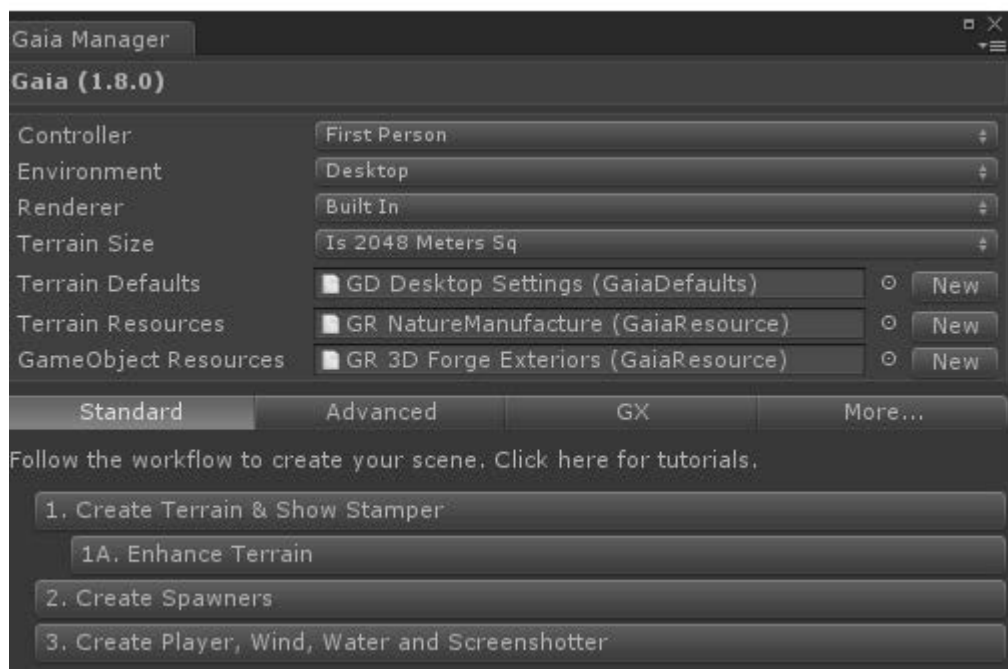 Gaia Manager
Gaia (1.8.0)
Controller First Person
Environment Desktop
Renderer Built In
Terrain Size Is 2048 Meters Sq
Terrain Defaults GD Desktop Settings (GaiaDefaults) New
Terrain Resources GR NatureManufacture (GaiaResource) New
GameObject Resources GR 3D Forge Exteriors (GaiaResource) New
Standard Advanced GX More...
Follow the workflow to create your scene. Click here for tutorials.
1. Create Terrain & Show Stamper
1A. Enhance Terrain
2. Create Spawners
3. Create Player, Wind, Water and Screenshotter